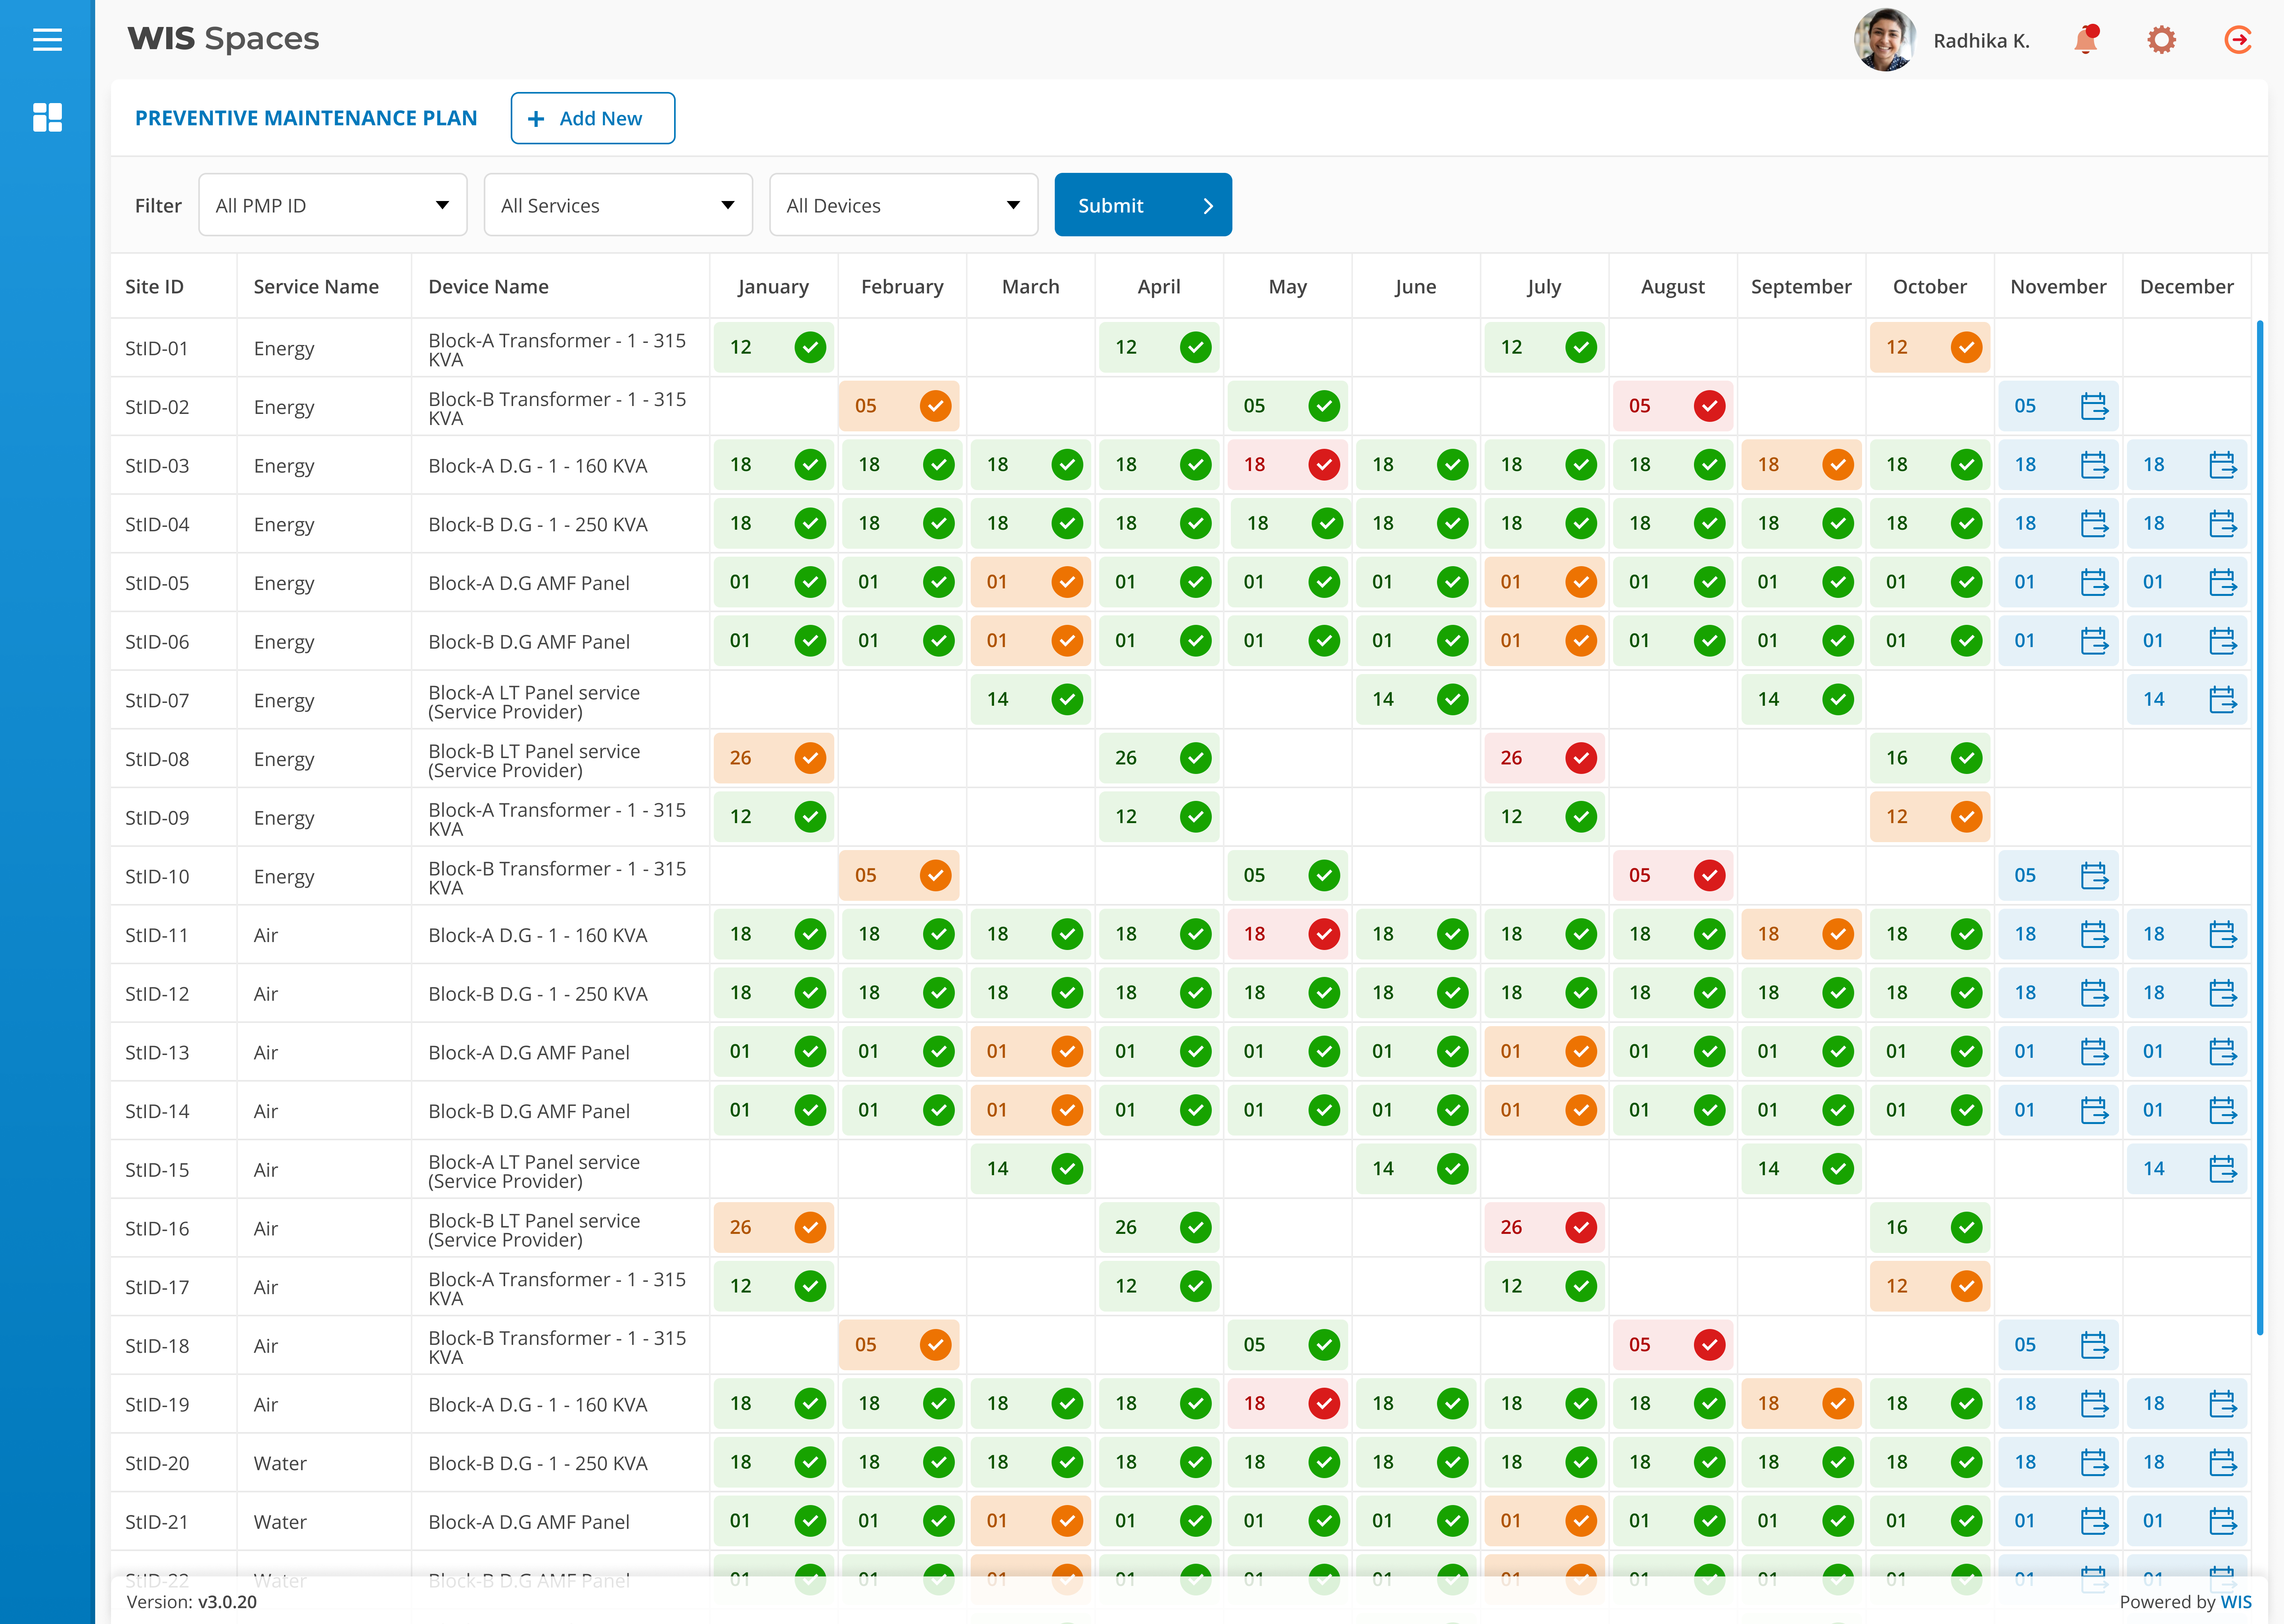 WIS Spaces
Radhika K.
PREVENTIVE MAINTENANCE PLAN
+ Add New
Filter All PMP ID All Services All Devices Submit
Site ID Service Name Device Name January February March April May June July August September October November December
StID-01 Energy Block-A Transformer - 1 - 315 KVA 12 12 12 12
StID-02 Energy Block-B Transformer - 1 - 315 KVA 05 05 05 05
StID-03 Energy Block-A D.G - 1 - 160 KVA 18 18 18 18 18 18 18 18 18 18 18 18
StID-04 Energy Block-B D.G - 1 - 250 KVA 18 18 18 18 18 18 18 18 18 18 18 18
StID-05 Energy Block-A D.G AMF Panel 01 01 01 01 01 01 01 01 01 01 01 01
StID-06 Energy Block-B D.G AMF Panel 01 01 01 01 01 01 01 01 01 01 01 01
StID-07 Energy Block-A LT Panel service (Service Provider) 14 14 14 14
StID-08 Energy Block-B LT Panel service (Service Provider) 26 26 26 16
StID-09 Energy Block-A Transformer - 1 - 315 KVA 12 12 12 12
StID-10 Energy Block-B Transformer - 1 - 315 KVA 05 05 05 05
StID-11 Air Block-A D.G - 1 - 160 KVA 18 18 18 18 18 18 18 18 18 18 18 18
StID-12 Air Block-B D.G - 1 - 250 KVA 18 18 18 18 18 18 18 18 18 18 18 18
StID-13 Air Block-A D.G AMF Panel 01 01 01 01 01 01 01 01 01 01 01 01
StID-14 Air Block-B D.G AMF Panel 01 01 01 01 01 01 01 01 01 01 01 01
StID-15 Air Block-A LT Panel service (Service Provider) 14 14 14 14
StID-16 Air Block-B LT Panel service (Service Provider) 26 26 26 16
StID-17 Air Block-A Transformer - 1 - 315 KVA 12 12 12 12
StID-18 Air Block-B Transformer - 1 - 315 KVA 05 05 05 05
StID-19 Air Block-A D.G - 1 - 160 KVA 18 18 18 18 18 18 18 18 18 18 18 18
StID-20 Water Block-B D.G - 1 - 250 KVA 18 18 18 18 18 18 18 18 18 18 18 18
StID-21 Water Block-A D.G AMF Panel 01 01 01 01 01 01 01 01 01 01 01 01
StID-22 Water Block-B D.G AMF Panel 01 01 01 01 01 01 01 01 01 01 01 01
Version: v3.0.20
Powered by WIS